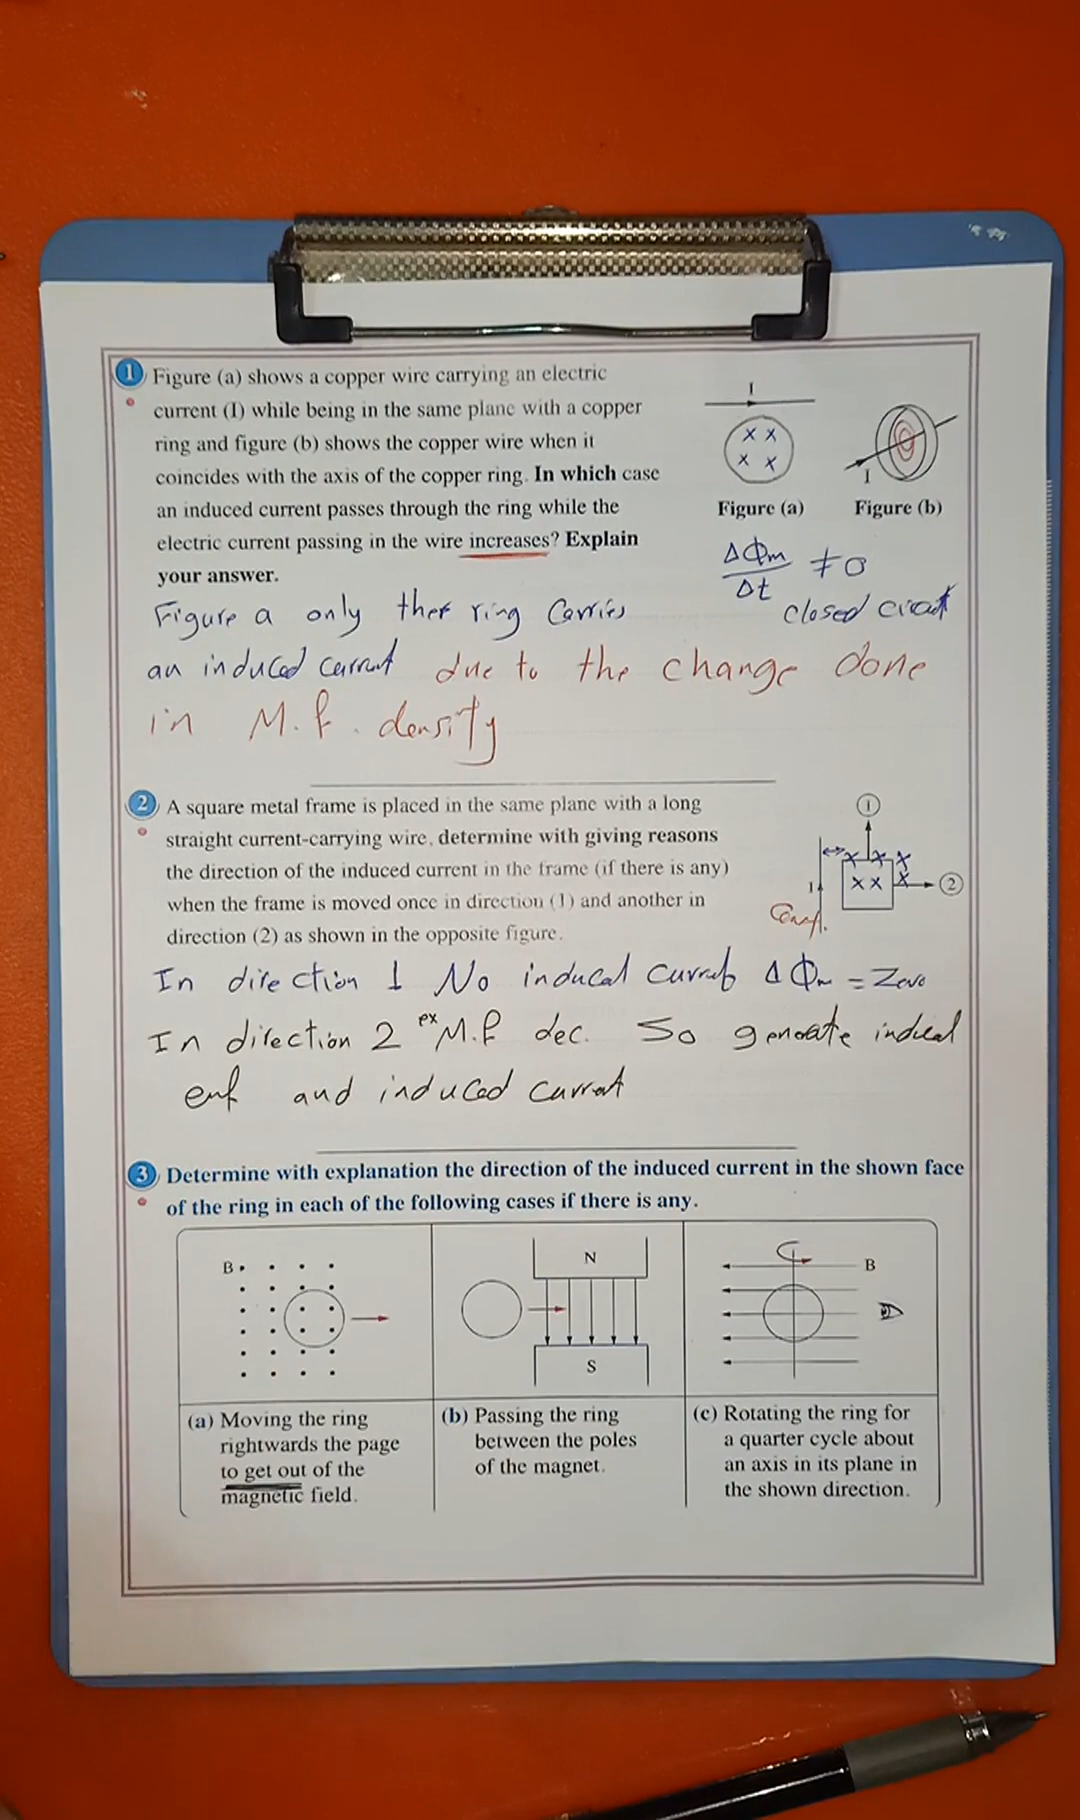 1 Figure (a) shows a copper wire carrying an electric
current (I) while being in the same plane with a copper
ring and figure (b) shows the copper wire when it
coincides with the axis of the copper ring. In which case
an induced current passes through the ring while the
electric current passing in the wire increases? Explain
your answer.
I
x x
x x
I
Figure (a) Figure (b)
ΔΦm / Δt ≠ 0
closed
Figure a only ring Carries
an induced due to the change done
in M.f. density
2 A square metal frame is placed in the same plane with a long
straight current-carrying wire, determine with giving reasons
the direction of the induced current in the frame (if there is any)
when the frame is moved once in direction (1) and another in
direction (2) as shown in the opposite figure.
1
x x x
I x x x 2
In direction 1 No ΔΦm = Zero
In direction 2 ex M.f dec. So
emf and induced
3 Determine with explanation the direction of the induced current in the shown face
of the ring in each of the following cases if there is any.
B
N
S
B
(a) Moving the ring
rightwards the page
to get out of the
magnetic field.
(b) Passing the ring
between the poles
of the magnet.
(c) Rotating the ring for
a quarter cycle about
an axis in its plane in
the shown direction.